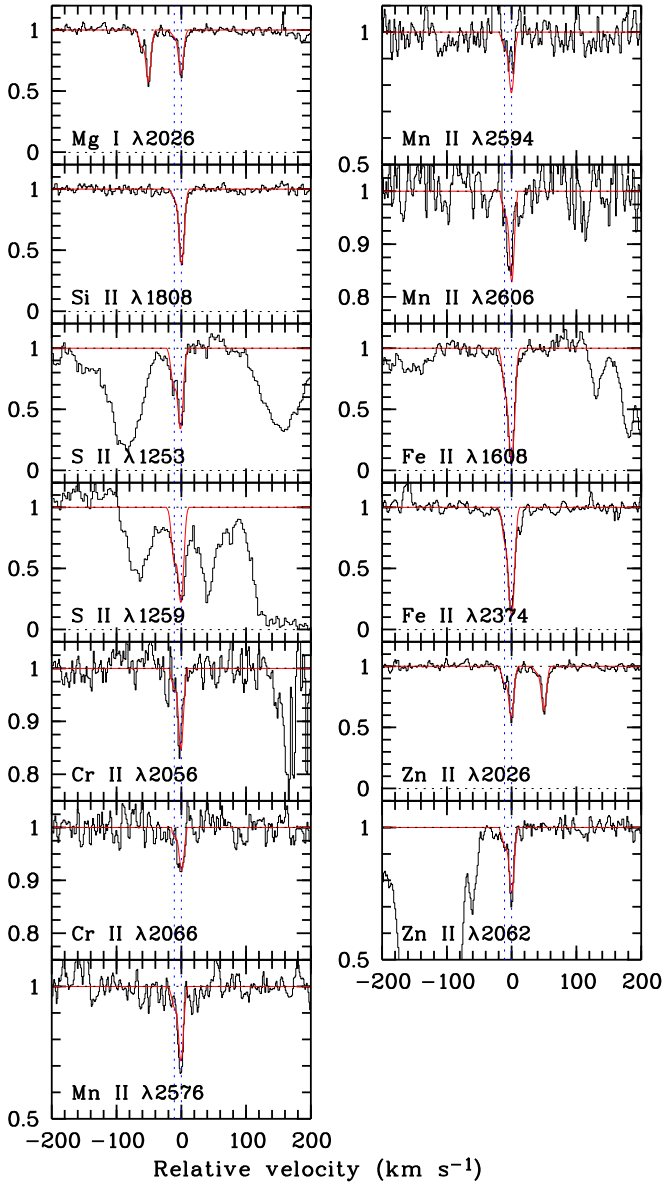 1
0.5
0
Mg I λ2026
1
0.5
0
Si II λ1808
1
0.5
0
S II λ1253
1
0.5
0
S II λ1259
1
0.9
0.8
Cr II λ2056
1
0.9
0.8
Cr II λ2066
1
0.5
Mn II λ2576
-200 -100 0 100 200
1
0.5
Mn II λ2594
1
0.9
0.8
Mn II λ2606
1
0.5
0
Fe II λ1608
1
0.5
0
Fe II λ2374
1
0.5
0
Zn II λ2026
1
0.5
Zn II λ2062
-200 -100 0 100 200
Relative velocity (km s⁻¹)